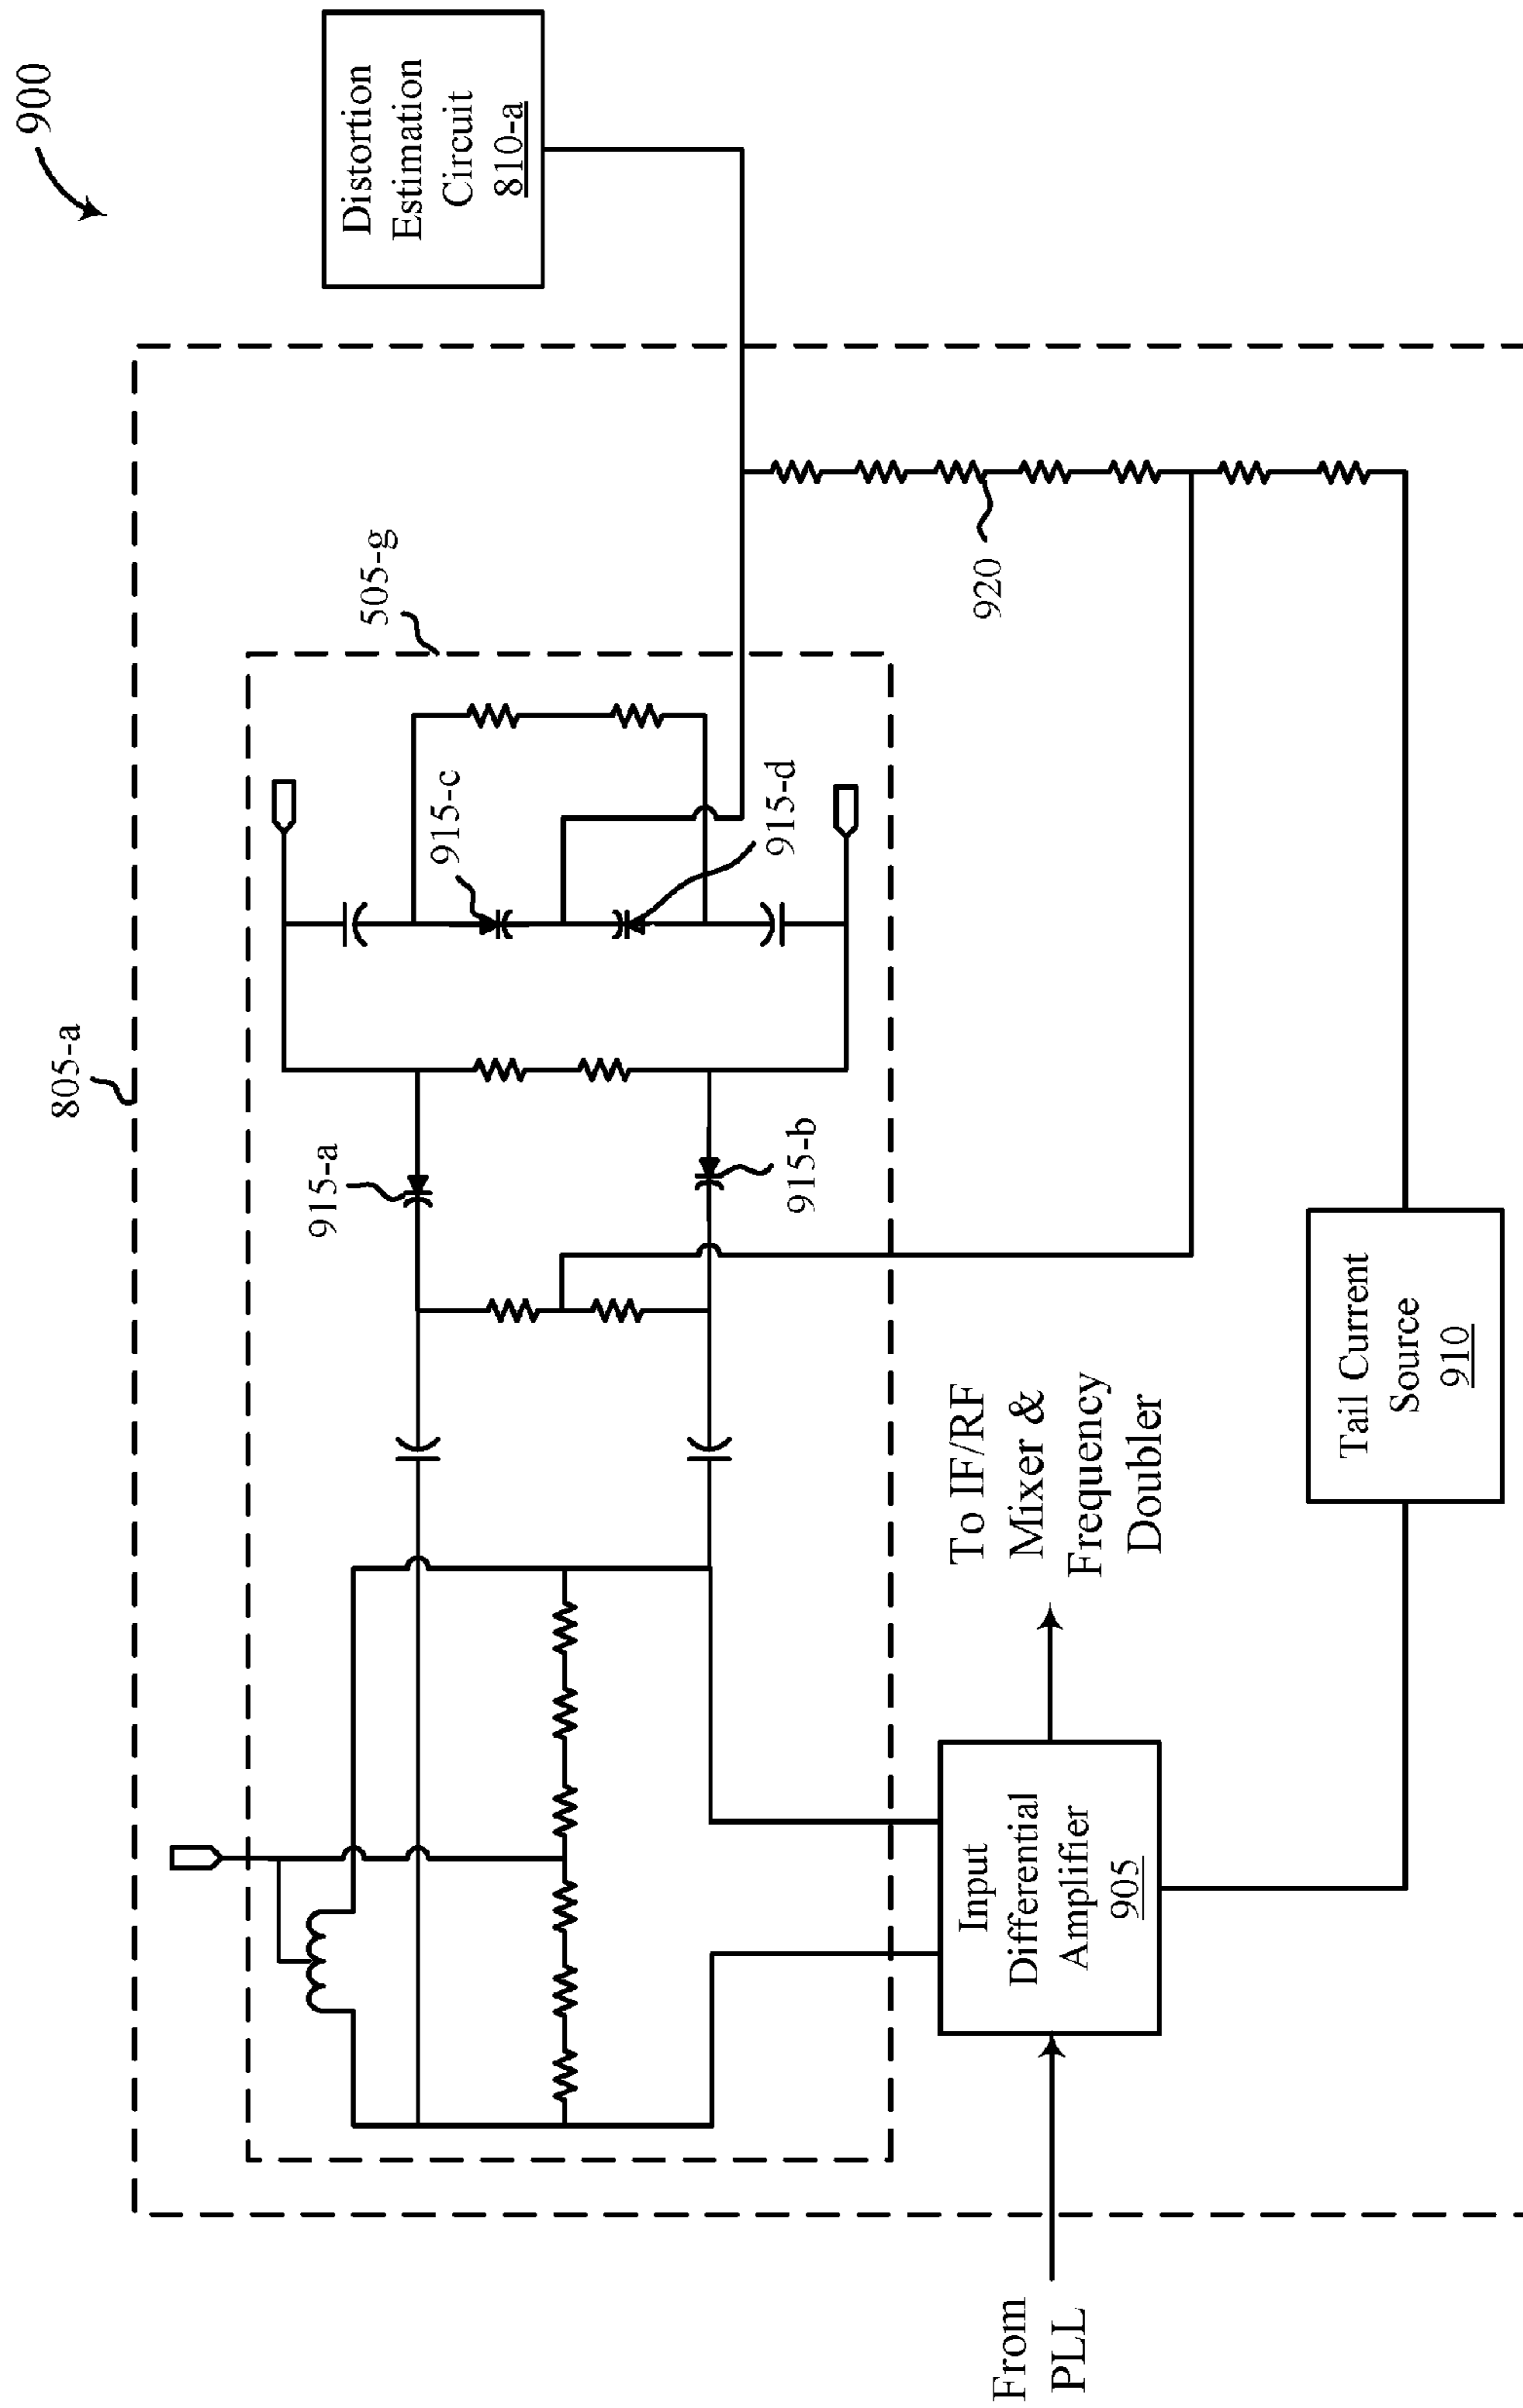 900
Distortion
Estimation
Circuit
810-a
805-a
505-g
915-c
915-d
915-a
915-b
920
To IF/RF
Mixer &
Frequency
Doubler
Input
Differential
Amplifier
905
Tail Current
Source
910
From
PLL